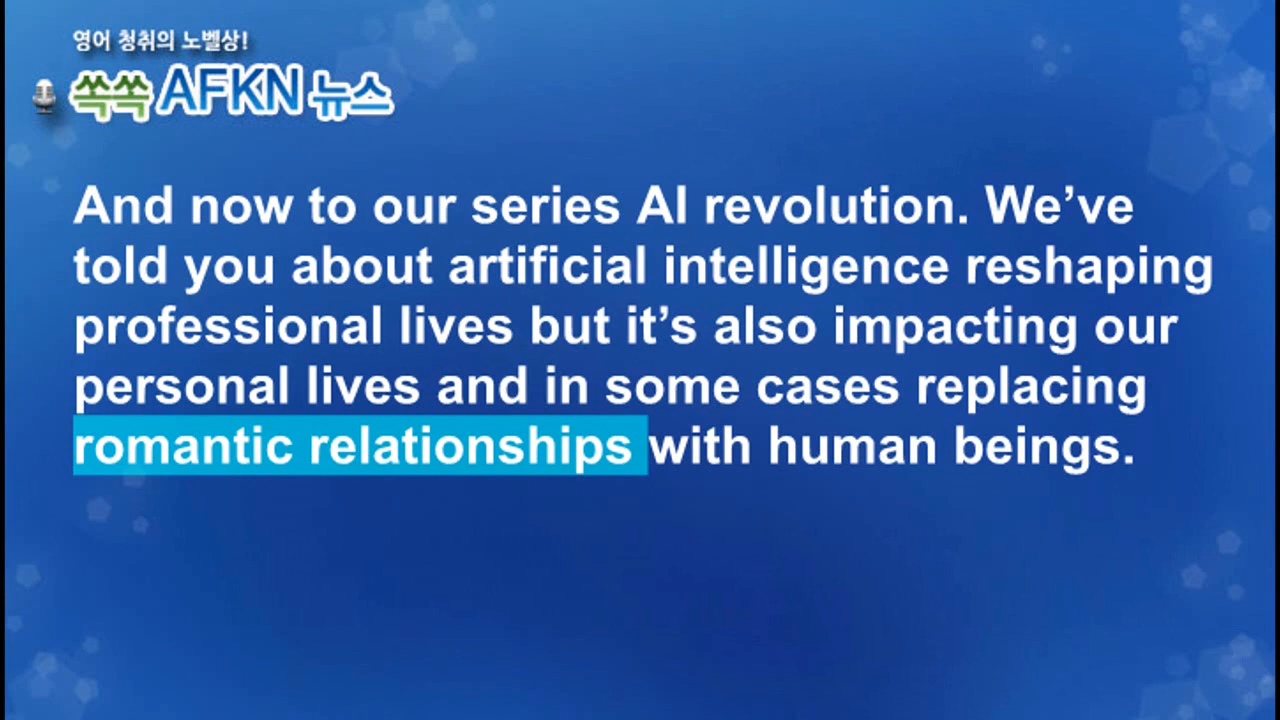 영어 청취의 노벨상!
쏙쏙 AFKN 뉴스
And now to our series AI revolution. We’ve
told you about artificial intelligence reshaping
professional lives but it’s also impacting our
personal lives and in some cases replacing
romantic relationships with human beings.